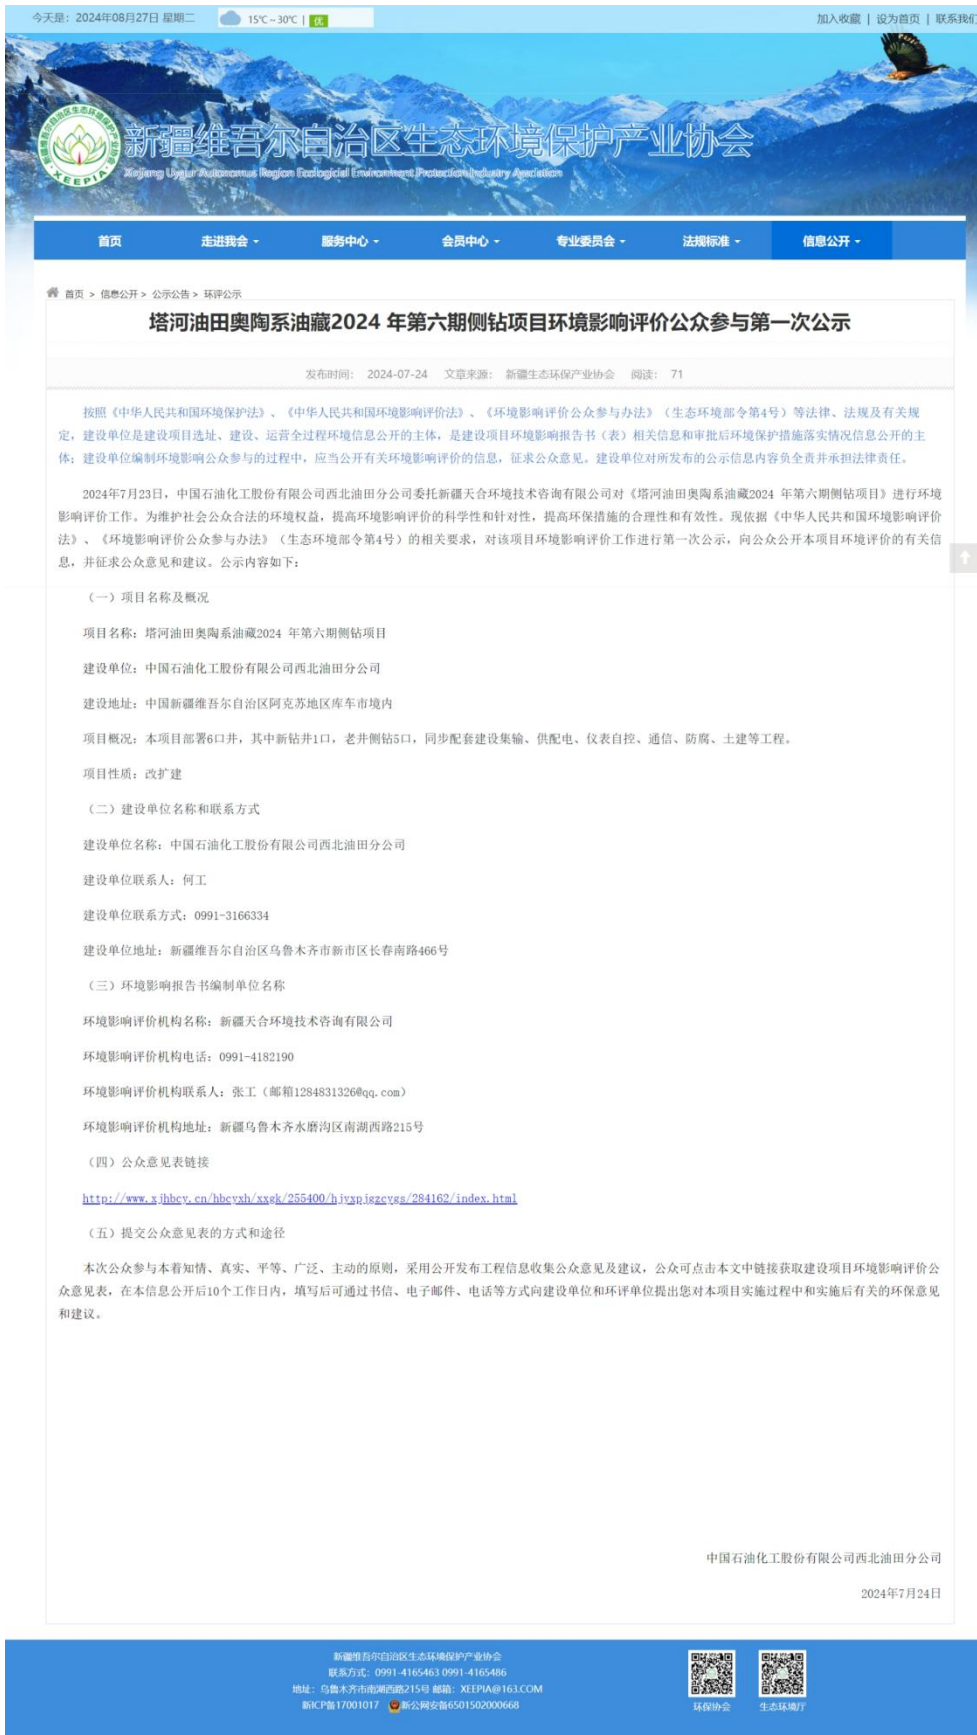 今天是：2024年08月27日 星期二 15℃～30℃ | 优 加入收藏 | 设为首页 | 联系我们
新疆维吾尔自治区生态环境保护产业协会
XEEPIA
首页 走进我会 服务中心 会员中心 专业委员会 法规标准 信息公开
首页 > 信息公开 > 公示公告 > 环评公示
塔河油田奥陶系油藏2024 年第六期侧钻项目环境影响评价公众参与第一次公示
发布时间： 2024-07-24 文章来源： 新疆生态环保产业协会 阅读： 71
按照《中华人民共和国环境保护法》、《中华人民共和国环境影响评价法》、《环境影响评价公众参与办法》（生态环境部令第4号）等法律、法规及有关规
定，建设单位是建设项目选址、建设、运营全过程环境信息公开的主体，是建设项目环境影响报告书（表）相关信息和审批后环境保护措施落实情况信息公开的主
体；建设单位编制环境影响公众参与的过程中，应当公开有关环境影响评价的信息，征求公众意见。建设单位对所发布的公示信息内容负全责并承担法律责任。
2024年7月23日，中国石油化工股份有限公司西北油田分公司委托新疆天合环境技术咨询有限公司对《塔河油田奥陶系油藏2024 年第六期侧钻项目》进行环境
影响评价工作。为维护社会公众合法的环境权益，提高环境影响评价的科学性和针对性，提高环保措施的合理性和有效性。现依据《中华人民共和国环境影响评价
法》、《环境影响评价公众参与办法》（生态环境部令第4号）的相关要求，对该项目环境影响评价工作进行第一次公示，向公众公开本项目环境评价的有关信
息，并征求公众意见和建议。公示内容如下：
（一）项目名称及概况
项目名称：塔河油田奥陶系油藏2024 年第六期侧钻项目
建设单位：中国石油化工股份有限公司西北油田分公司
建设地址：中国新疆维吾尔自治区阿克苏地区库车市境内
项目概况：本项目部署6口井，其中新钻井1口，老井侧钻5口，同步配套建设集输、供配电、仪表自控、通信、防腐、土建等工程。
项目性质：改扩建
（二）建设单位名称和联系方式
建设单位名称：中国石油化工股份有限公司西北油田分公司
建设单位联系人：何工
建设单位联系方式：0991-3166334
建设单位地址：新疆维吾尔自治区乌鲁木齐市新市区长春南路466号
（三）环境影响报告书编制单位名称
环境影响评价机构名称：新疆天合环境技术咨询有限公司
环境影响评价机构电话：0991-4182190
环境影响评价机构联系人：张工（邮箱1284831326@qq.com）
环境影响评价机构地址：新疆乌鲁木齐水磨沟区南湖西路215号
（四）公众意见表链接
http://www.xjhbcy.cn/hbcyxh/xxgk/255400/hjyxpjgzcygs/284162/index.html
（五）提交公众意见表的方式和途径
本次公众参与本着知情、真实、平等、广泛、主动的原则，采用公开发布工程信息收集公众意见及建议，公众可点击本文中链接获取建设项目环境影响评价公
众意见表，在本信息公开后10个工作日内，填写后可通过书信、电子邮件、电话等方式向建设单位和环评单位提出您对本项目实施过程中和实施后有关的环保意见
和建议。
中国石油化工股份有限公司西北油田分公司
2024年7月24日
新疆维吾尔自治区生态环境保护产业协会
联系方式：0991-4165463 0991-4165486
地址：乌鲁木齐市南湖西路215号 邮箱：XEEPIA@163.COM
新ICP备17001017 新公网安备6501502000668
环保协会 生态环境厅